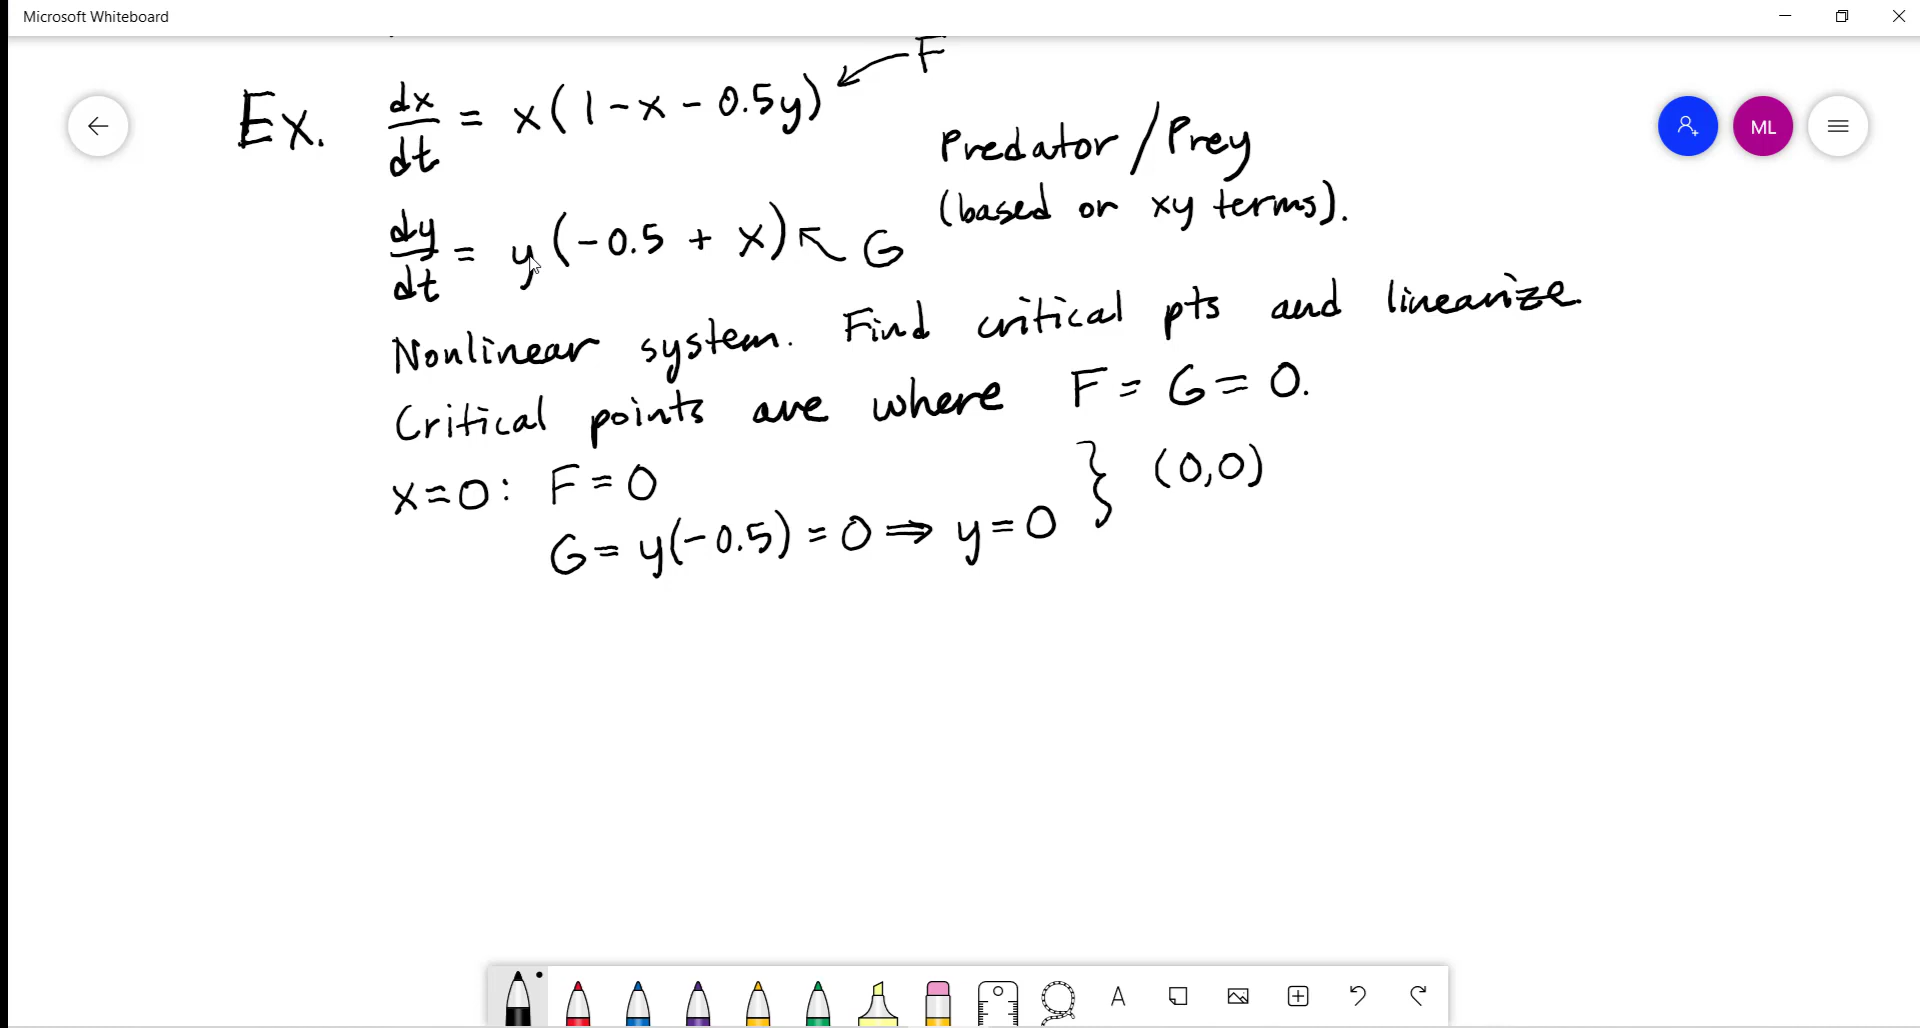 Microsoft Whiteboard
F
Ex. dx/dt = x(1-x-0.5y)
ML
Predator/Prey
(based on xy terms).
dy/dt = y(-0.5 + x) G
Nonlinear system. Find critical pts and linearize
Critical points are where F = G = 0.
x=0: F=0 } (0,0)
G = y(-0.5) = 0 ⇒ y=0
A